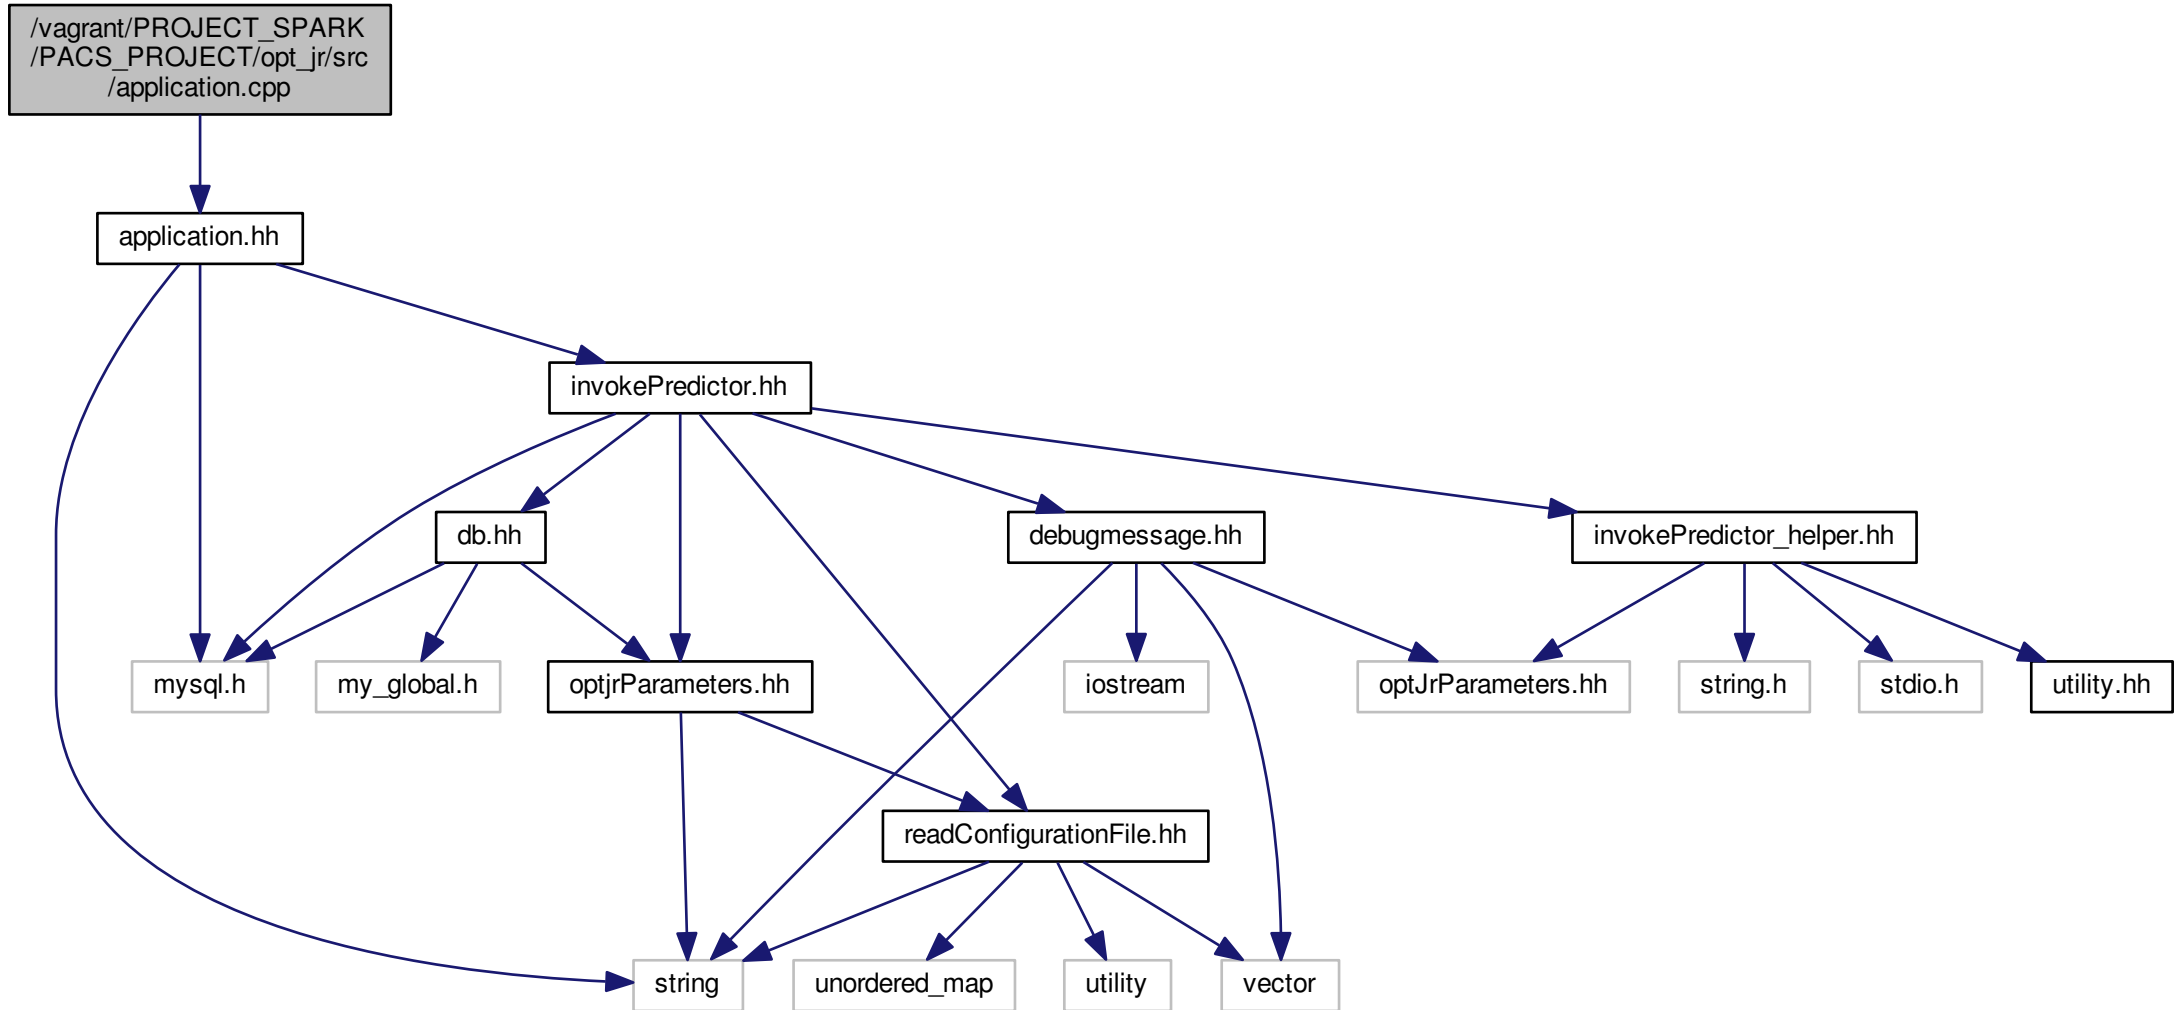 /vagrant/PROJECT_SPARK
/PACS_PROJECT/opt_jr/src
/application.cpp
application.hh
invokePredictor.hh
db.hh
debugmessage.hh
invokePredictor_helper.hh
mysql.h
my_global.h
optjrParameters.hh
iostream
optJrParameters.hh
string.h
stdio.h
utility.hh
readConfigurationFile.hh
string
unordered_map
utility
vector